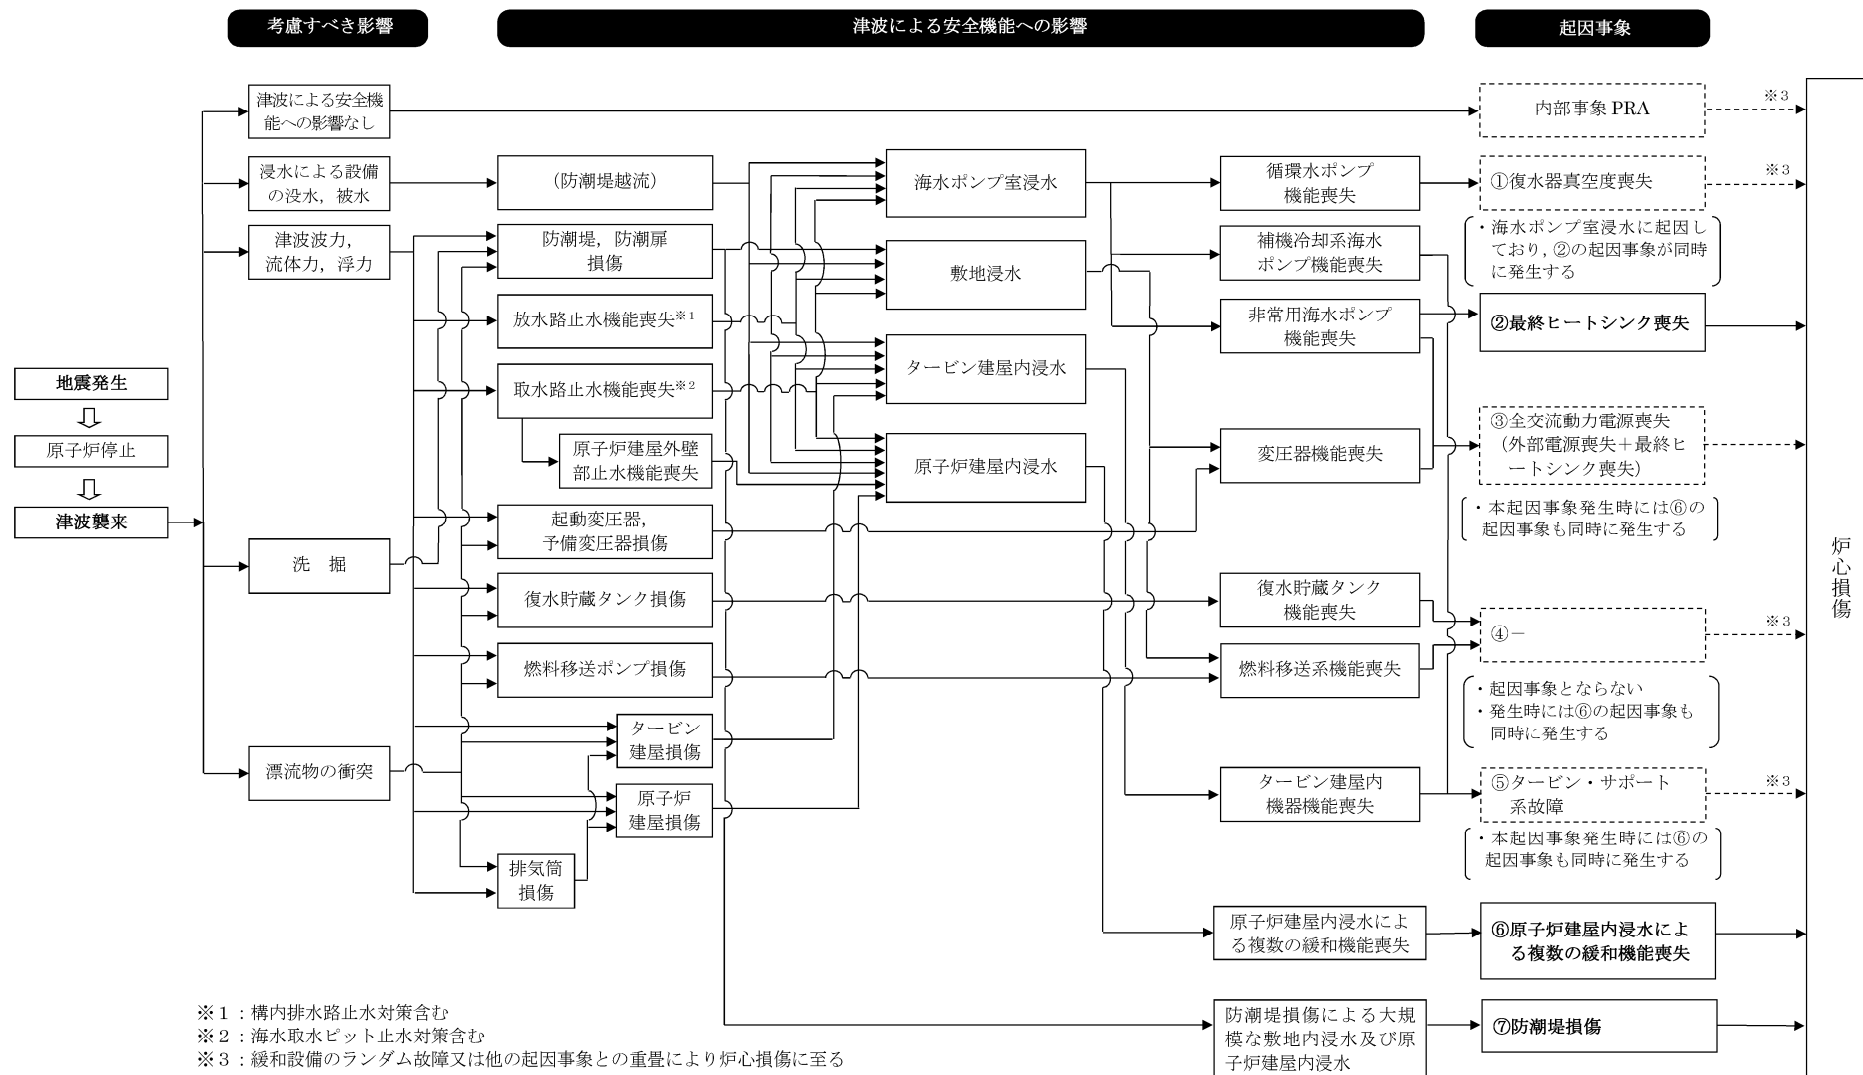 考慮すべき影響
津波による安全機能への影響
起因事象
地震発生
原子炉停止
津波襲来
津波による安全機
能への影響なし
浸水による設備
の没水，被水
津波波力，
流体力，浮力
洗　掘
漂流物の衝突
（防潮堤越流）
防潮堤，防潮扉
損傷
放水路止水機能喪失※1
取水路止水機能喪失※2
原子炉建屋外壁
部止水機能喪失
起動変圧器，
予備変圧器損傷
復水貯蔵タンク損傷
燃料移送ポンプ損傷
タービン
建屋損傷
原子炉
建屋損傷
排気筒
損傷
海水ポンプ室浸水
敷地浸水
タービン建屋内浸水
原子炉建屋内浸水
循環水ポンプ
機能喪失
補機冷却系海水
ポンプ機能喪失
非常用海水ポンプ
機能喪失
変圧器機能喪失
復水貯蔵タンク
機能喪失
燃料移送系機能喪失
タービン建屋内
機器機能喪失
原子炉建屋内浸水によ
る複数の緩和機能喪失
防潮堤損傷による大規
模な敷地内浸水及び原
子炉建屋内浸水
内部事象 PRA
※3
①復水器真空度喪失
※3
・海水ポンプ室浸水に起因し
ており，②の起因事象が同時
に発生する
②最終ヒートシンク喪失
③全交流動力電源喪失
（外部電源喪失＋最終ヒ
ートシンク喪失）
・本起因事象発生時には⑥の
起因事象も同時に発生する
④－
※3
・起因事象とならない
・発生時には⑥の起因事象も
同時に発生する
⑤タービン・サポート
系故障
※3
・本起因事象発生時には⑥の
起因事象も同時に発生する
⑥原子炉建屋内浸水によ
る複数の緩和機能喪失
⑦防潮堤損傷
炉心損傷
※1：構内排水路止水対策含む
※2：海水取水ピット止水対策含む
※3：緩和設備のランダム故障又は他の起因事象との重畳により炉心損傷に至る